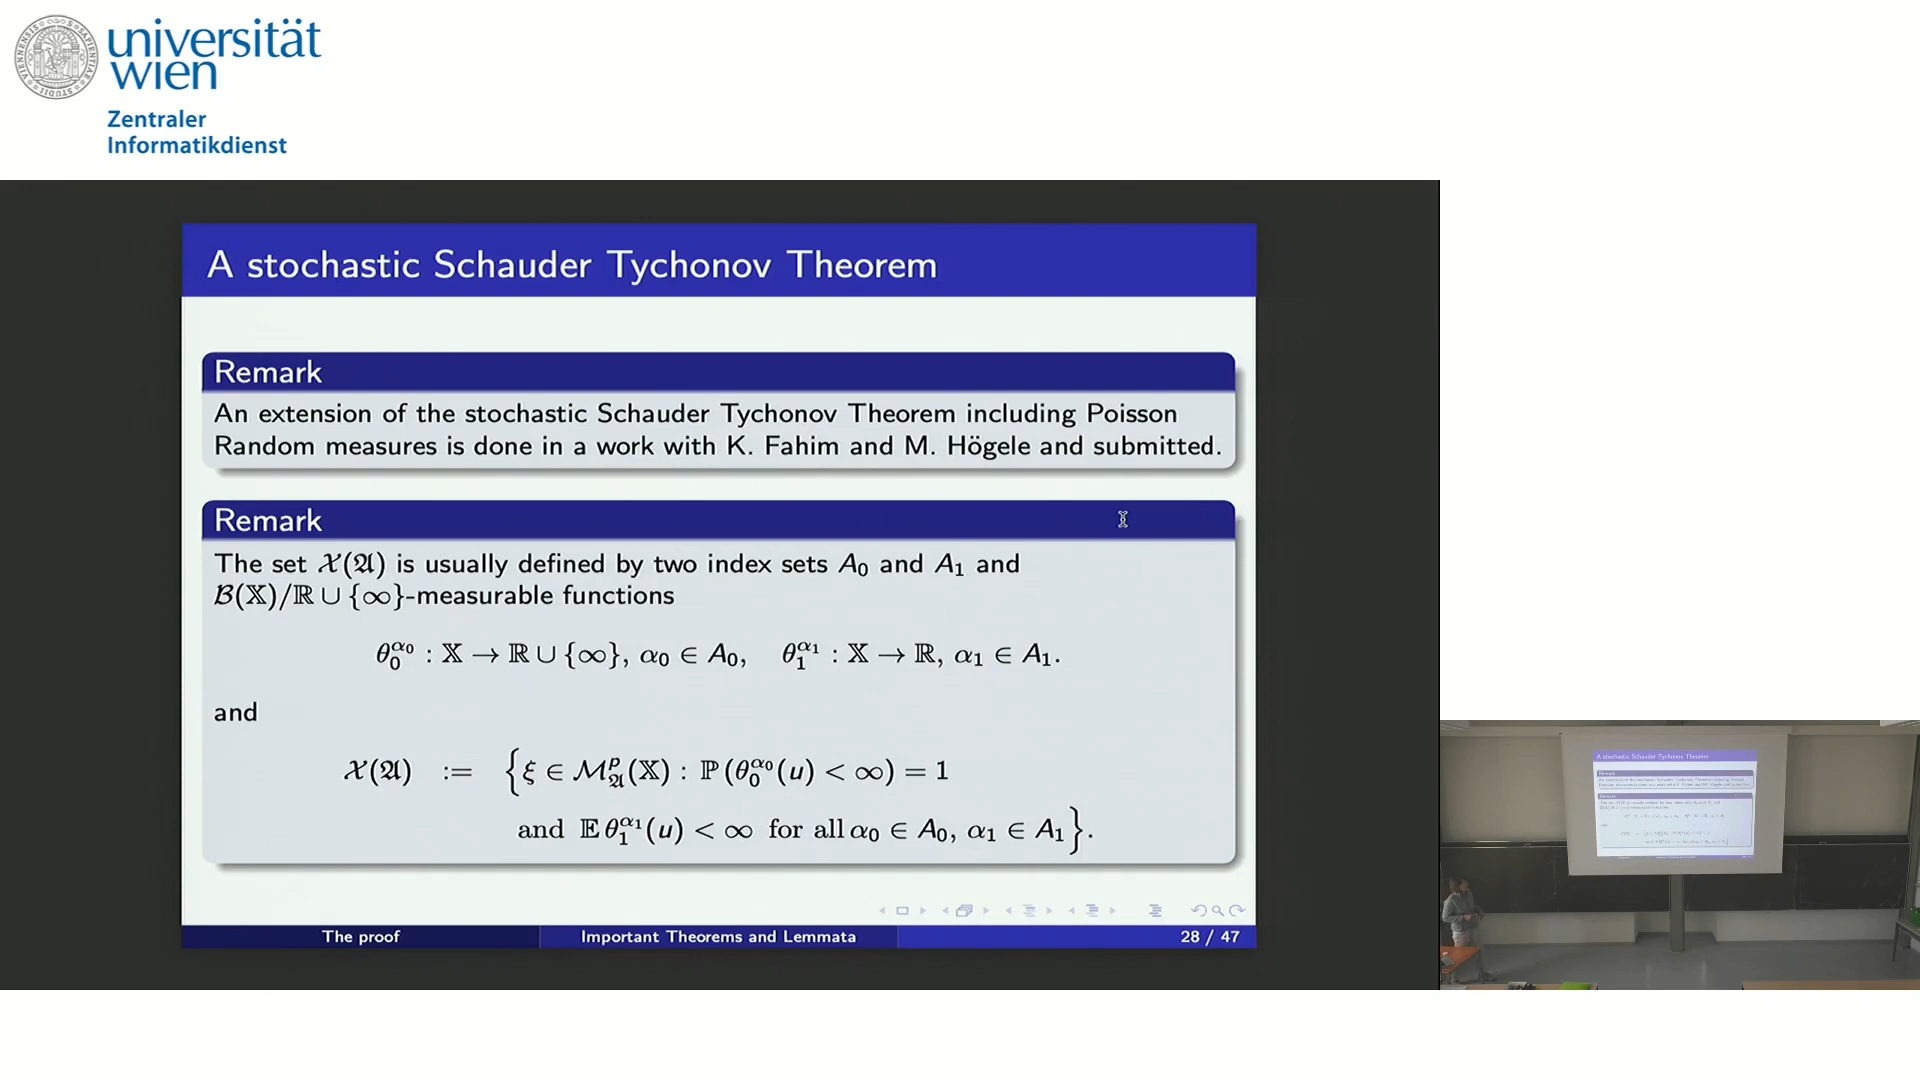 universität
wien
Zentraler
Informatikdienst
A stochastic Schauder Tychonov Theorem
Remark
An extension of the stochastic Schauder Tychonov Theorem including Poisson
Random measures is done in a work with K. Fahim and M. Högele and submitted.
Remark
The set 𝒳(𝔄) is usually defined by two index sets A₀ and A₁ and
ℬ(𝕏)/ℝ ∪ {∞}-measurable functions
θ₀^{α₀} : 𝕏 → ℝ ∪ {∞}, α₀ ∈ A₀, θ₁^{α₁} : 𝕏 → ℝ, α₁ ∈ A₁.
and
𝒳(𝔄) := {ξ ∈ ℳ^p_𝔄(𝕏) : ℙ(θ₀^{α₀}(u) < ∞) = 1
and 𝔼 θ₁^{α₁}(u) < ∞ for all α₀ ∈ A₀, α₁ ∈ A₁}.
The proof
Important Theorems and Lemmata
28 / 47
A stochastic Schauder Tychonov Theorem